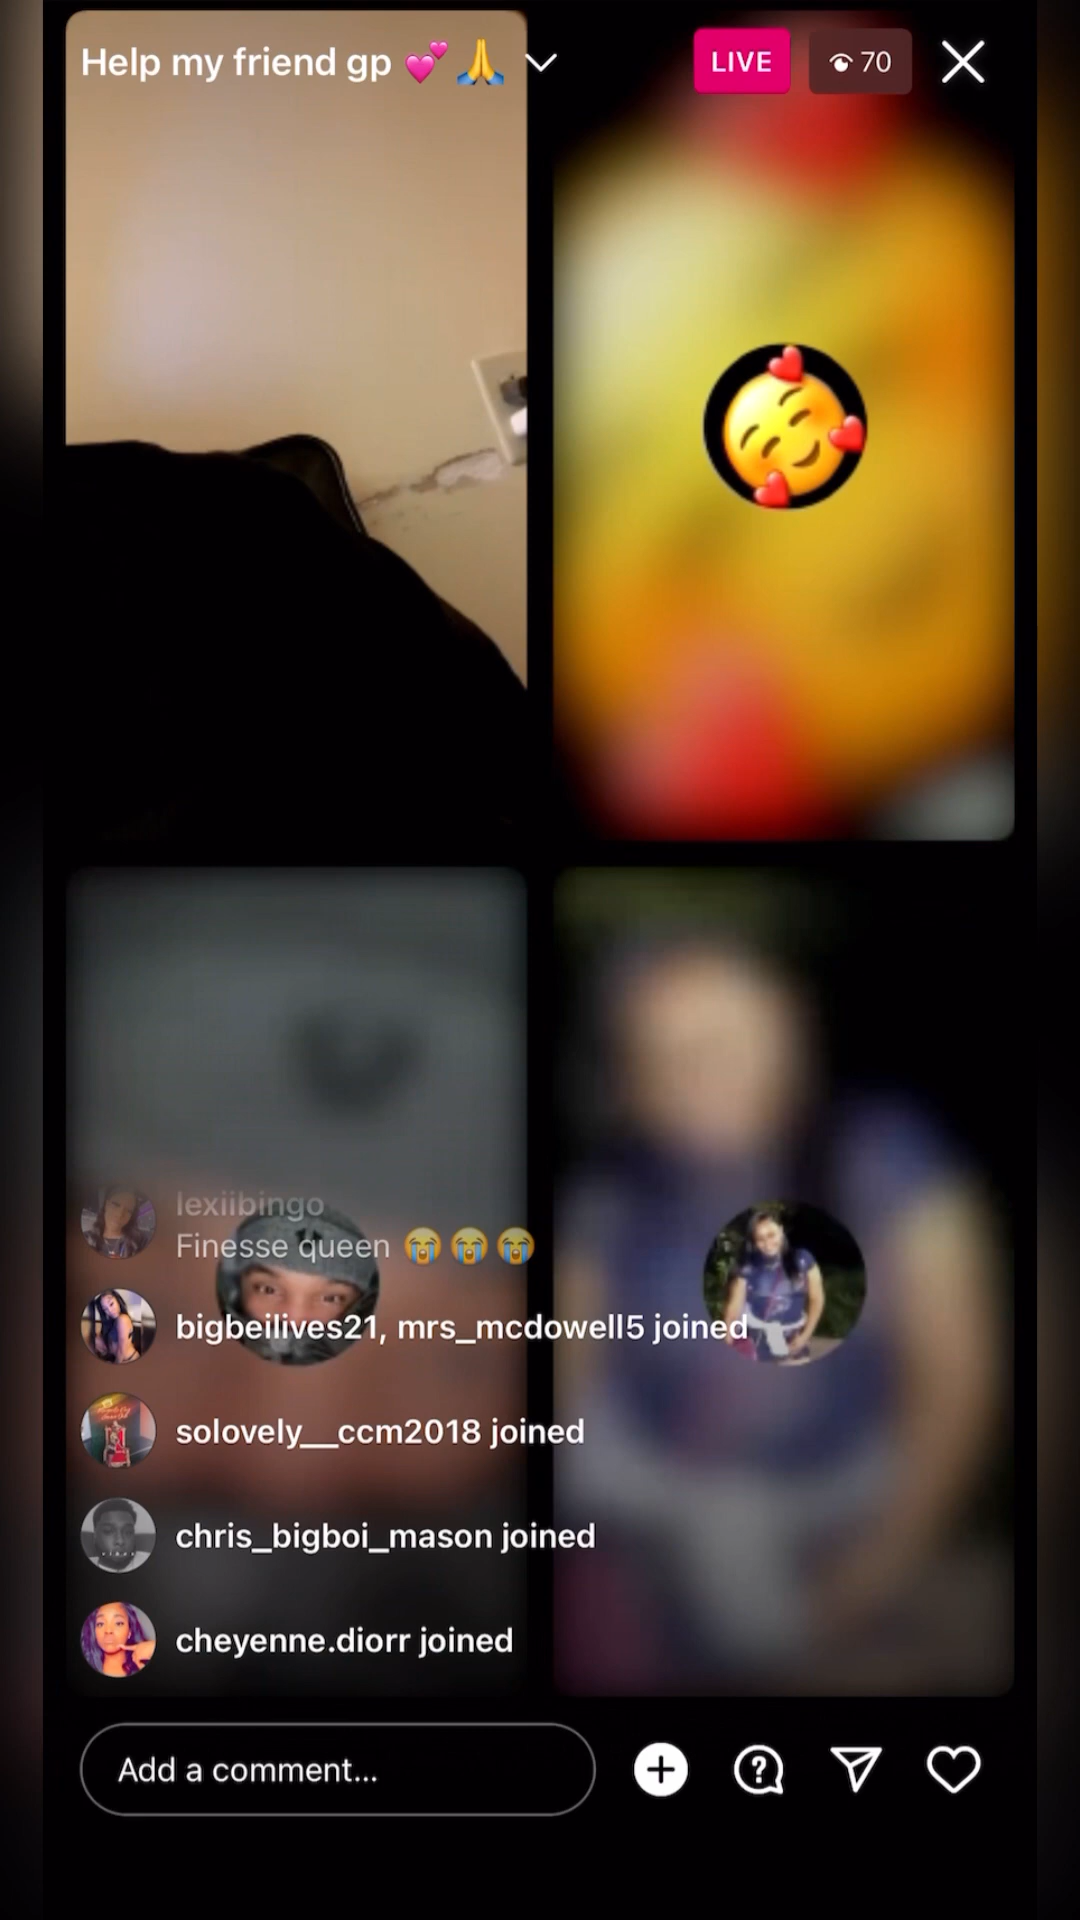 Help my friend gp 💕 🙏
LIVE
70
lexiibingo
Finesse queen 😭😭😭
bigbeilives21, mrs_mcdowell5 joined
solovely__ccm2018 joined
chris_bigboi_mason joined
cheyenne.diorr joined
Add a comment...